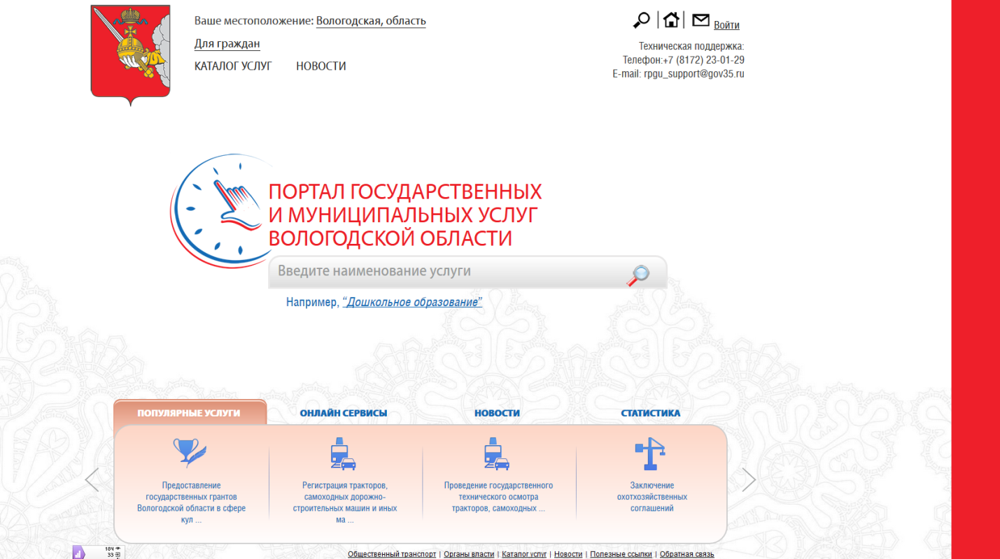 Ваше местоположение: Вологодская, область
Для граждан
КАТАЛОГ УСЛУГ НОВОСТИ
Войти
Техническая поддержка:
Телефон:+7 (8172) 23-01-29
E-mail: rpgu_support@gov35.ru
ПОРТАЛ ГОСУДАРСТВЕННЫХ
И МУНИЦИПАЛЬНЫХ УСЛУГ
ВОЛОГОДСКОЙ ОБЛАСТИ
Введите наименование услуги
Например, “Дошкольное образование”
ПОПУЛЯРНЫЕ УСЛУГИ ОНЛАЙН СЕРВИСЫ НОВОСТИ СТАТИСТИКА
Предоставление
государственных грантов
Вологодской области в сфере
кул ...
Регистрация тракторов,
самоходных дорожно-
строительных машин и иных
ма ...
Проведение государственного
технического осмотра
тракторов, самоходных ...
Заключение
охотхозяйственных
соглашений
184
33
Общественный транспорт | Органы власти | Каталог услуг | Новости | Полезные ссылки | Обратная связь